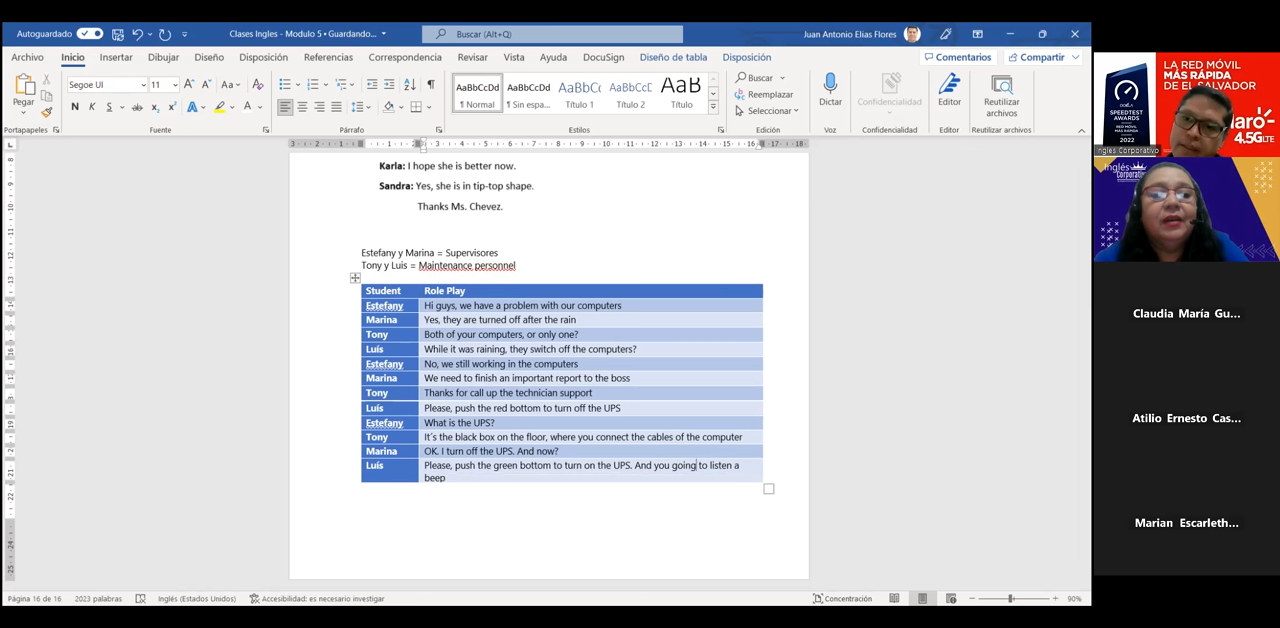 Autoguardado
Clases Ingles - Modulo 5 • Guardando...
Buscar (Alt+Q)
Juan Antonio Elias Flores
Archivo Inicio Insertar Dibujar Diseño Disposición Referencias Correspondencia Revisar Vista Ayuda DocuSign Diseño de tabla Disposición
Comentarios Compartir
Pegar
Segoe UI 11
N K S ab x₂ x² A A
AaBbCcDd AaBbCcDd AaBbCc AaBbCcC AaB
¶ Normal ¶ Sin espa... Título 1 Título 2 Título
Buscar
Reemplazar
Seleccionar
Dictar
Confidencialidad
Editor
Reutilizar archivos
Portapapeles Fuente Párrafo Estilos Edición Voz Confidencialidad Editor Reutilizar archivos
Karla: I hope she is better now.
Sandra: Yes, she is in tip-top shape.
Thanks Ms. Chevez.
Estefany y Marina = Supervisores
Tony y Luis = Maintenance personnel
Student Role Play
Estefany Hi guys, we have a problem with our computers
Marina Yes, they are turned off after the rain
Tony Both of your computers, or only one?
Luís While it was raining, they switch off the computers?
Estefany No, we still working in the computers
Marina We need to finish an important report to the boss
Tony Thanks for call up the technician support
Luís Please, push the red bottom to turn off the UPS
Estefany What is the UPS?
Tony It´s the black box on the floor, where you connect the cables of the computer
Marina OK. I turn off the UPS. And now?
Luís Please, push the green bottom to turn on the UPS. And you going to listen a
beep
Página 16 de 16 2023 palabras Inglés (Estados Unidos) Accesibilidad: es necesario investigar Concentración 90%
LA RED MÓVIL
MÁS RÁPIDA
DE EL SALVADOR
SPEEDTEST
AWARDS
2022
aro
4.5G LTE
Ingles Corporativo
Inglés
Corporativo
Claudia María Gu...
Atilio Ernesto Cas...
Marian Escarleth...